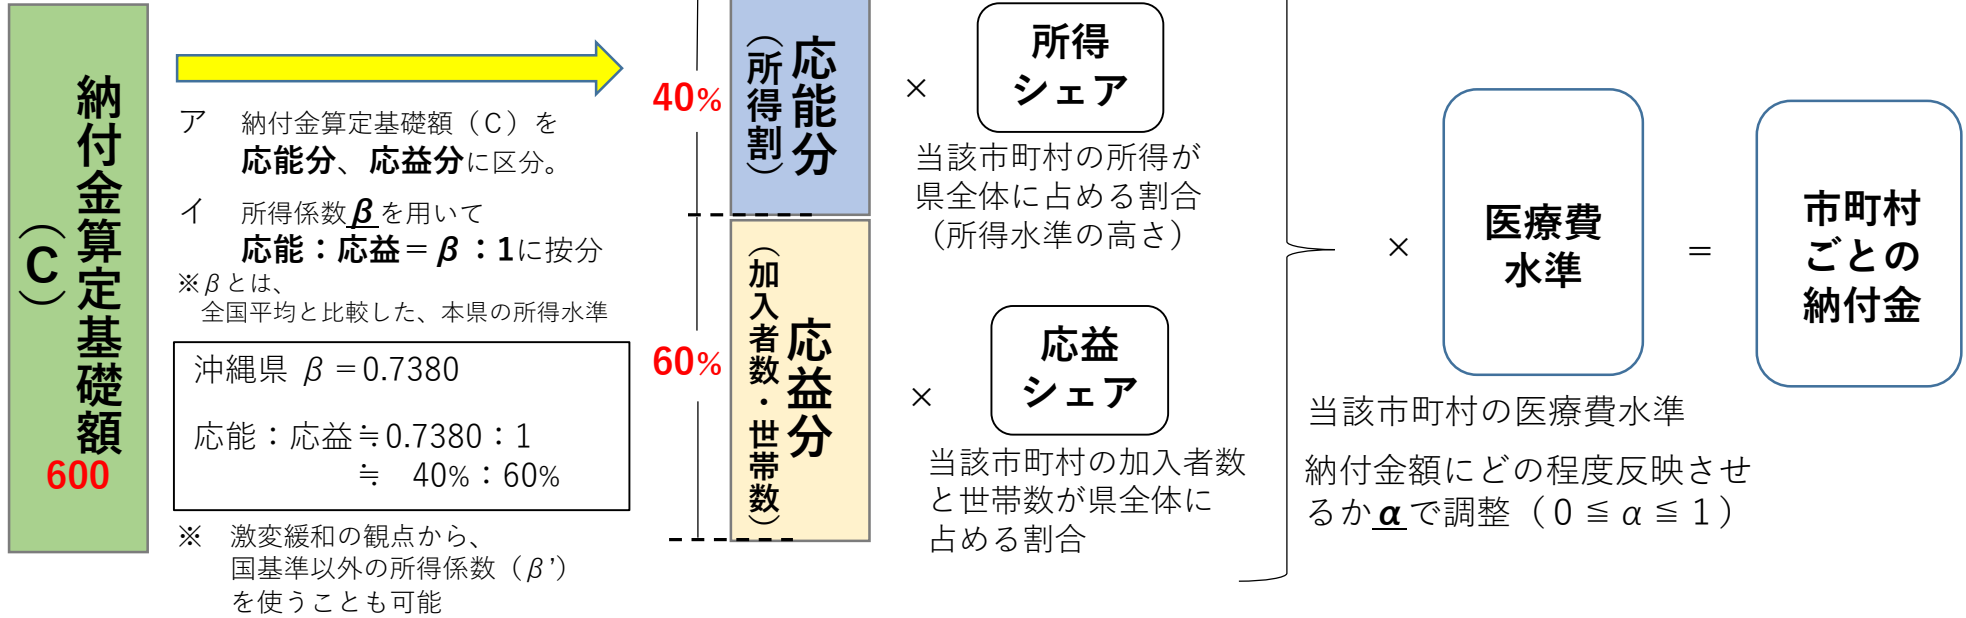 納付金算定基礎額
（C）
600
ア 納付金算定基礎額（C）を
応能分、応益分に区分。
イ 所得係数βを用いて
応能：応益＝β：1に按分
※βとは、
全国平均と比較した、本県の所得水準
沖縄県 β＝0.7380
応能：応益≒0.7380：1
≒ 40%：60%
※ 激変緩和の観点から、
国基準以外の所得係数（β’）
を使うことも可能
40%
応能分
（所得割）
×
所得
シェア
当該市町村の所得が
県全体に占める割合
（所得水準の高さ）
60%
応益分
（加入者数・世帯数）
×
応益
シェア
当該市町村の加入者数
と世帯数が県全体に
占める割合
×
医療費
水準
当該市町村の医療費水準
納付金額にどの程度反映させ
るかαで調整（0≦α≦1）
＝
市町村
ごとの
納付金